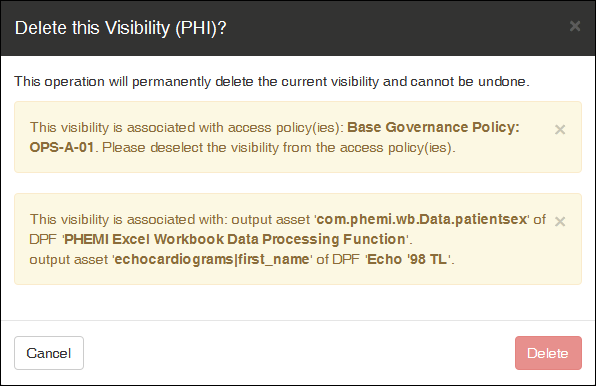 Delete this Visibility (PHI)? ×
This operation will permanently delete the current visibility and cannot be undone.
This visibility is associated with access policy(ies): Base Governance Policy: ×
OPS-A-01. Please deselect the visibility from the access policy(ies).
This visibility is associated with: output asset 'com.phemi.wb.Data.patientsex' of ×
DPF 'PHEMI Excel Workbook Data Processing Function'.
output asset 'echocardiograms|first_name' of DPF 'Echo '98 TL'.
Cancel Delete